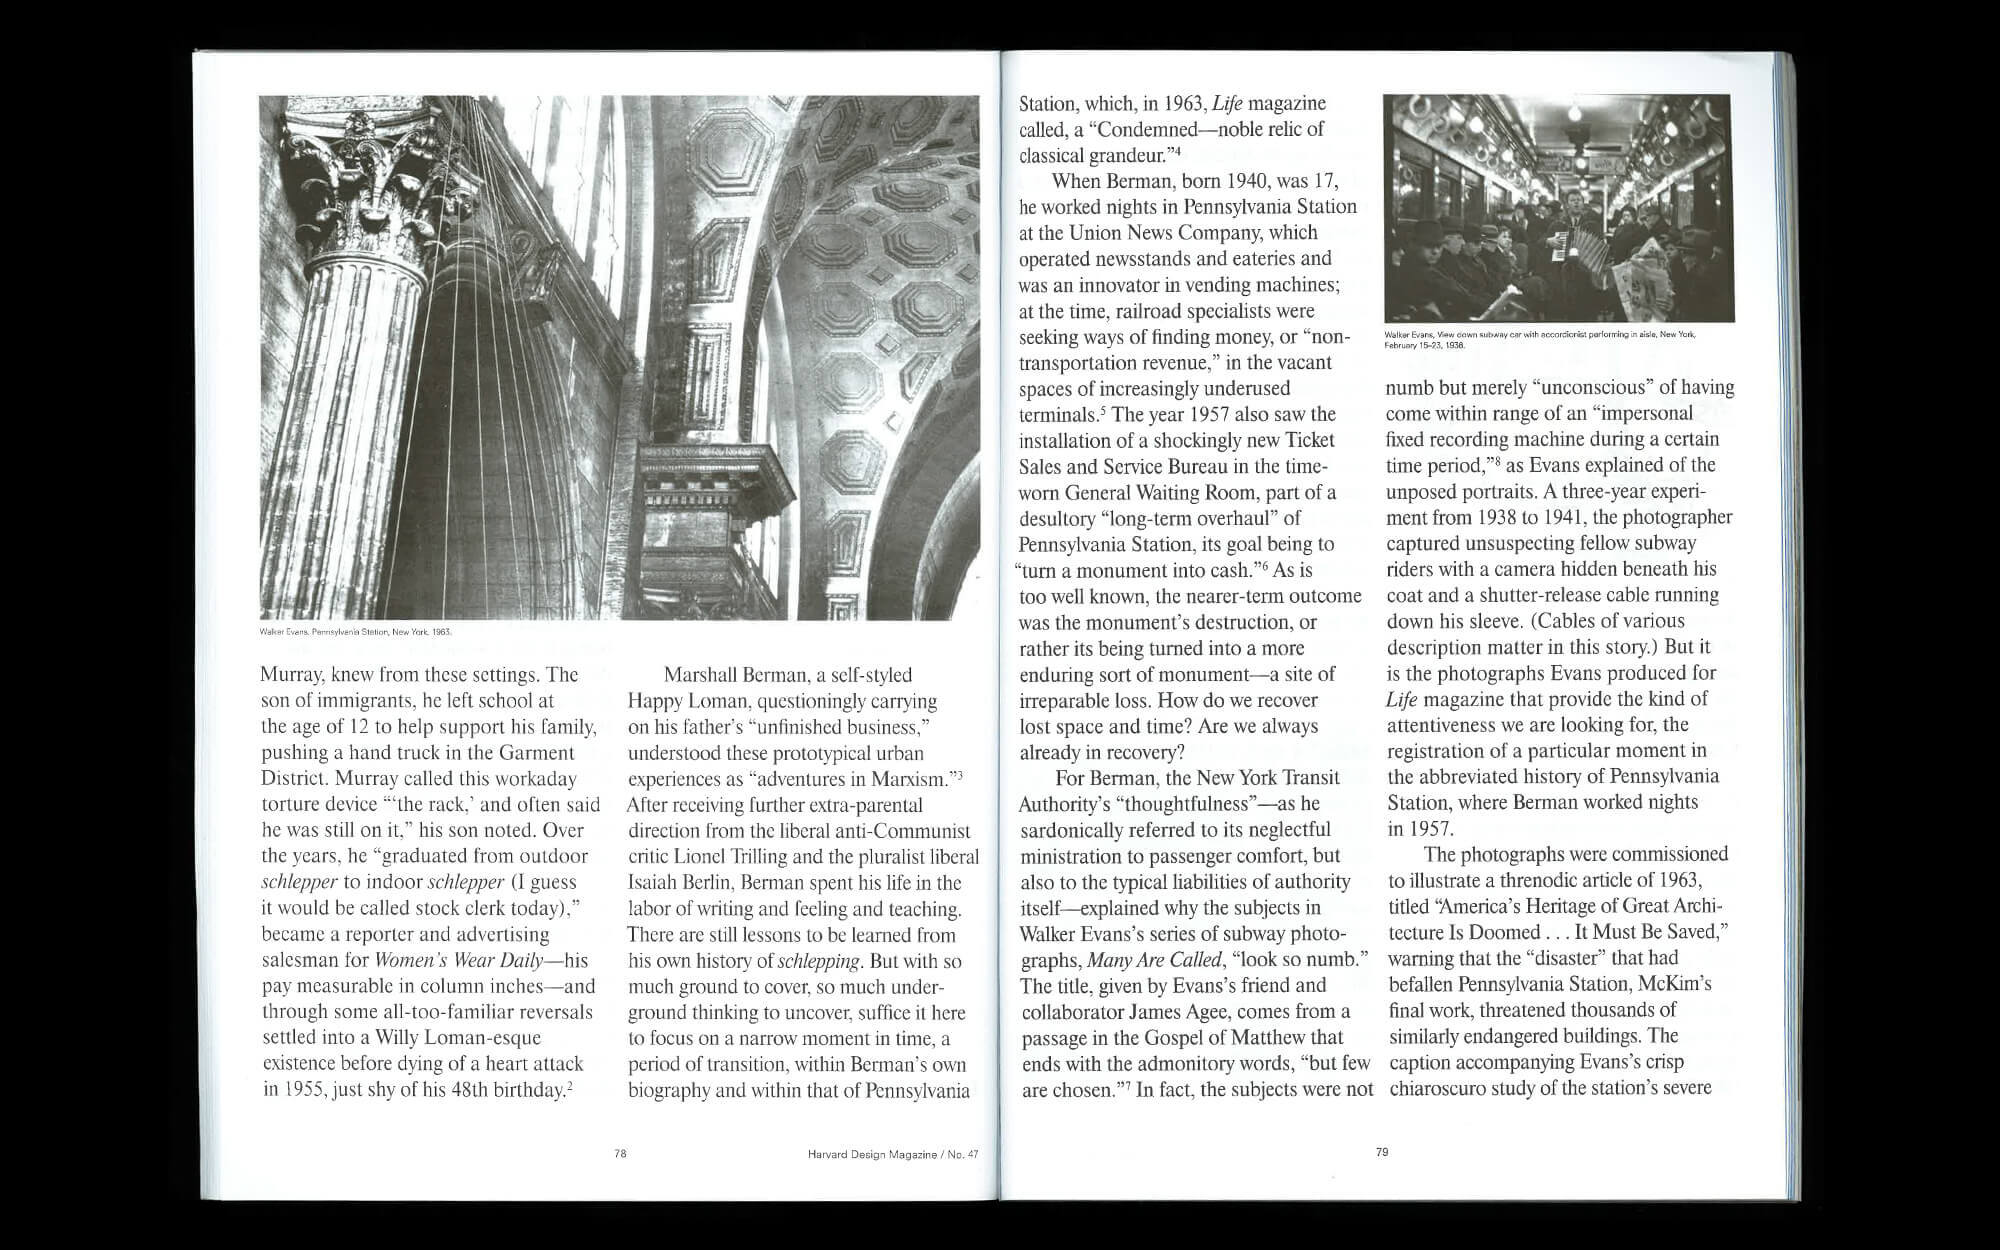 Walker Evans, Pennsylvania Station, New York, 1963.
Murray, knew from these settings. The
son of immigrants, he left school at
the age of 12 to help support his family,
pushing a hand truck in the Garment
District. Murray called this workaday
torture device “‘the rack,’ and often said
he was still on it,” his son noted. Over
the years, he “graduated from outdoor
schlepper to indoor schlepper (I guess
it would be called stock clerk today),”
became a reporter and advertising
salesman for Women’s Wear Daily—his
pay measurable in column inches—and
through some all-too-familiar reversals
settled into a Willy Loman-esque
existence before dying of a heart attack
in 1955, just shy of his 48th birthday.2
Marshall Berman, a self-styled
Happy Loman, questioningly carrying
on his father’s “unfinished business,”
understood these prototypical urban
experiences as “adventures in Marxism.”3
After receiving further extra-parental
direction from the liberal anti-Communist
critic Lionel Trilling and the pluralist liberal
Isaiah Berlin, Berman spent his life in the
labor of writing and feeling and teaching.
There are still lessons to be learned from
his own history of schlepping. But with so
much ground to cover, so much under-
ground thinking to uncover, suffice it here
to focus on a narrow moment in time, a
period of transition, within Berman’s own
biography and within that of Pennsylvania
78
Harvard Design Magazine / No. 47
Station, which, in 1963, Life magazine
called, a “Condemned—noble relic of
classical grandeur.”4
When Berman, born 1940, was 17,
he worked nights in Pennsylvania Station
at the Union News Company, which
operated newsstands and eateries and
was an innovator in vending machines;
at the time, railroad specialists were
seeking ways of finding money, or “non-
transportation revenue,” in the vacant
spaces of increasingly underused
terminals.5 The year 1957 also saw the
installation of a shockingly new Ticket
Sales and Service Bureau in the time-
worn General Waiting Room, part of a
desultory “long-term overhaul” of
Pennsylvania Station, its goal being to
“turn a monument into cash.”6 As is
too well known, the nearer-term outcome
was the monument’s destruction, or
rather its being turned into a more
enduring sort of monument—a site of
irreparable loss. How do we recover
lost space and time? Are we always
already in recovery?
For Berman, the New York Transit
Authority’s “thoughtfulness”—as he
sardonically referred to its neglectful
ministration to passenger comfort, but
also to the typical liabilities of authority
itself—explained why the subjects in
Walker Evans’s series of subway photo-
graphs, Many Are Called, “look so numb.”
The title, given by Evans’s friend and
collaborator James Agee, comes from a
passage in the Gospel of Matthew that
ends with the admonitory words, “but few
are chosen.”7 In fact, the subjects were not
Walker Evans, View down subway car with accordionist performing in aisle, New York,
February 15–23, 1938.
numb but merely “unconscious” of having
come within range of an “impersonal
fixed recording machine during a certain
time period,”8 as Evans explained of the
unposed portraits. A three-year experi-
ment from 1938 to 1941, the photographer
captured unsuspecting fellow subway
riders with a camera hidden beneath his
coat and a shutter-release cable running
down his sleeve. (Cables of various
description matter in this story.) But it
is the photographs Evans produced for
Life magazine that provide the kind of
attentiveness we are looking for, the
registration of a particular moment in
the abbreviated history of Pennsylvania
Station, where Berman worked nights
in 1957.
The photographs were commissioned
to illustrate a threnodic article of 1963,
titled “America’s Heritage of Great Archi-
tecture Is Doomed . . . It Must Be Saved,”
warning that the “disaster” that had
befallen Pennsylvania Station, McKim’s
final work, threatened thousands of
similarly endangered buildings. The
caption accompanying Evans’s crisp
chiaroscuro study of the station’s severe
79